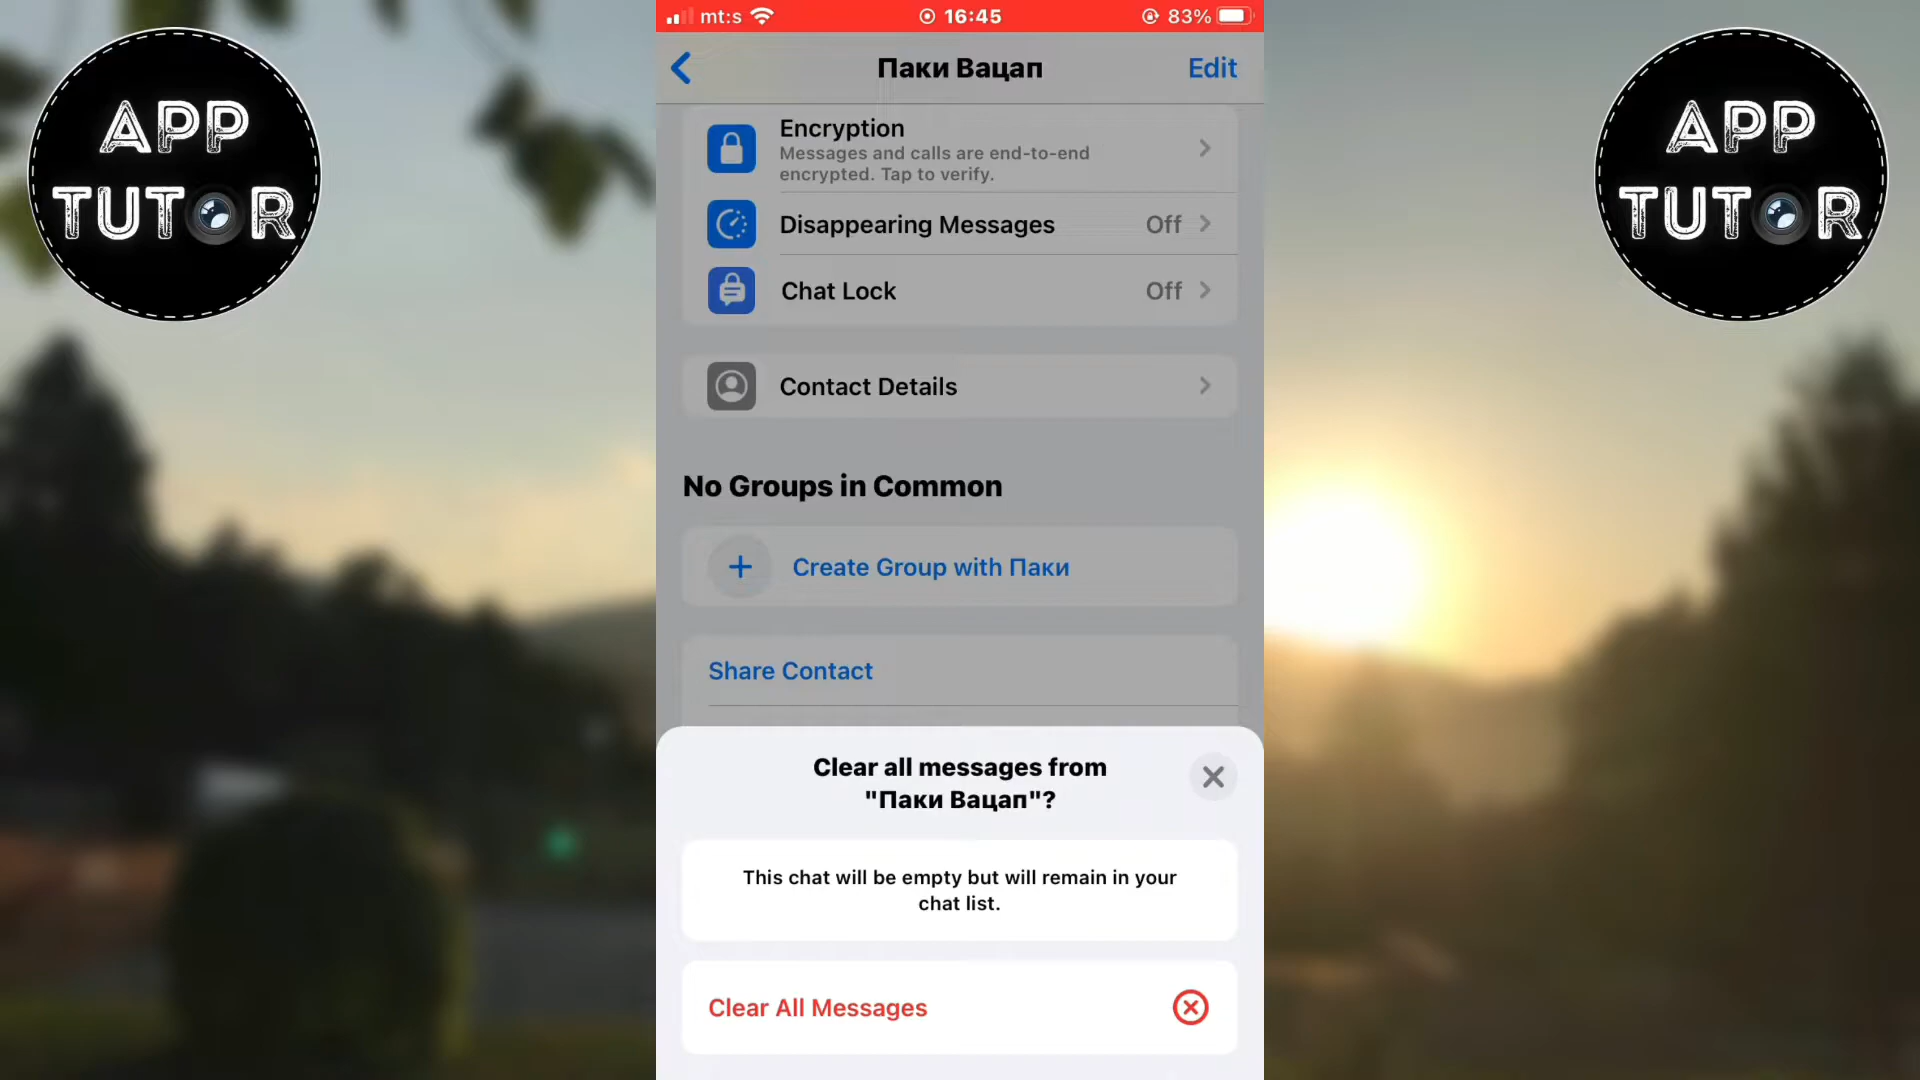 APP
TUTOR
mt:s
16:45
83%
Паки Вацап
Edit
Encryption
Messages and calls are end-to-end
encrypted. Tap to verify.
Disappearing Messages
Off
Chat Lock
Off
Contact Details
No Groups in Common
Create Group with Паки
Share Contact
Clear all messages from
"Паки Вацап"?
This chat will be empty but will remain in your
chat list.
Clear All Messages
APP
TUTOR